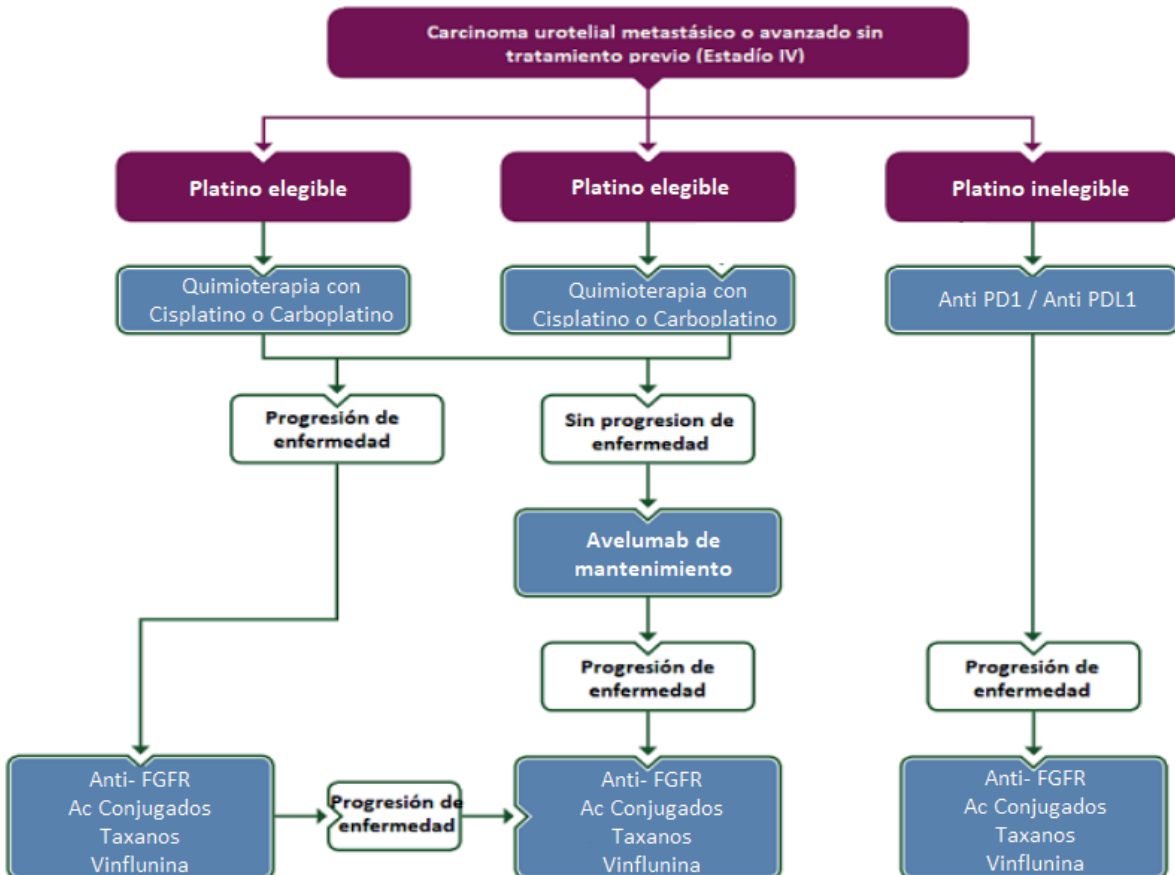 Carcinoma urotelial metastásico o avanzado sin
tratamiento previo (Estadío IV)
Platino elegible
Platino elegible
Platino inelegible
Quimioterapia con
Cisplatino o Carboplatino
Quimioterapia con
Cisplatino o Carboplatino
Anti PD1 / Anti PDL1
Progresión de
enfermedad
Sin progresion de
enfermedad
Avelumab de
mantenimiento
Progresión de
enfermedad
Progresión de
enfermedad
Anti- FGFR
Ac Conjugados
Taxanos
Vinflunina
Progresión de
enfermedad
Anti- FGFR
Ac Conjugados
Taxanos
Vinflunina
Anti- FGFR
Ac Conjugados
Taxanos
Vinflunina